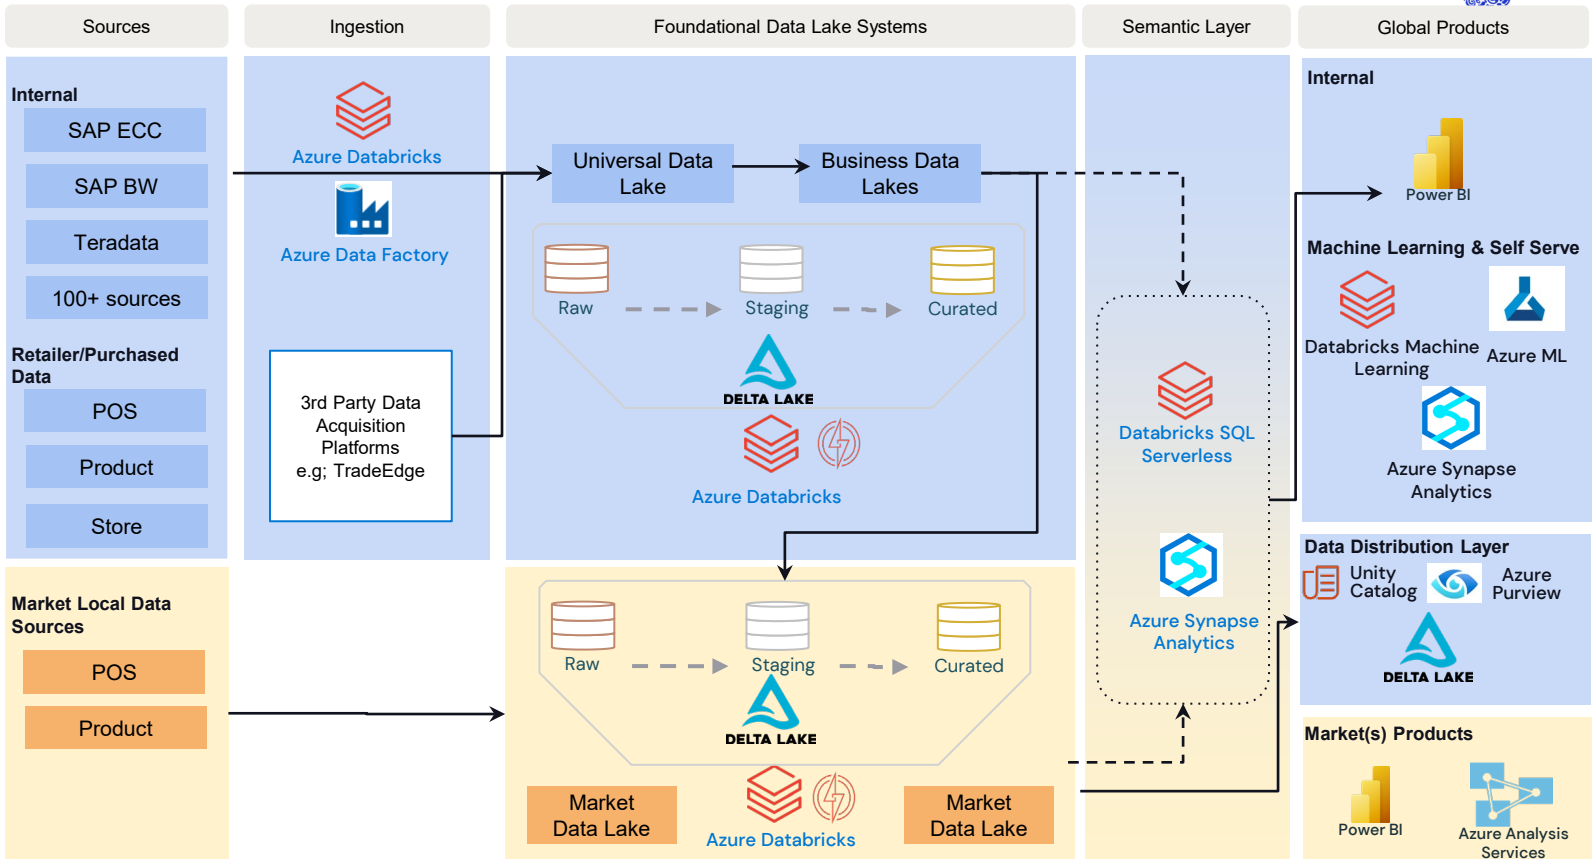 Sources
Ingestion
Foundational Data Lake Systems
Semantic Layer
Global Products
Internal
SAP ECC
SAP BW
Teradata
100+ sources
Retailer/Purchased
Data
POS
Product
Store
Market Local Data
Sources
POS
Product
Azure Databricks
Azure Data Factory
3rd Party Data
Acquisition
Platforms
e.g; TradeEdge
Universal Data
Lake
Business Data
Lakes
Raw
Staging
Curated
DELTA LAKE
Azure Databricks
Raw
Staging
Curated
DELTA LAKE
Market
Data Lake
Azure Databricks
Market
Data Lake
Databricks SQL
Serverless
Azure Synapse
Analytics
Internal
Power BI
Machine Learning & Self Serve
Databricks Machine
Learning
Azure ML
Azure Synapse
Analytics
Data Distribution Layer
Unity
Catalog
Azure
Purview
DELTA LAKE
Market(s) Products
Power BI
Azure Analysis
Services